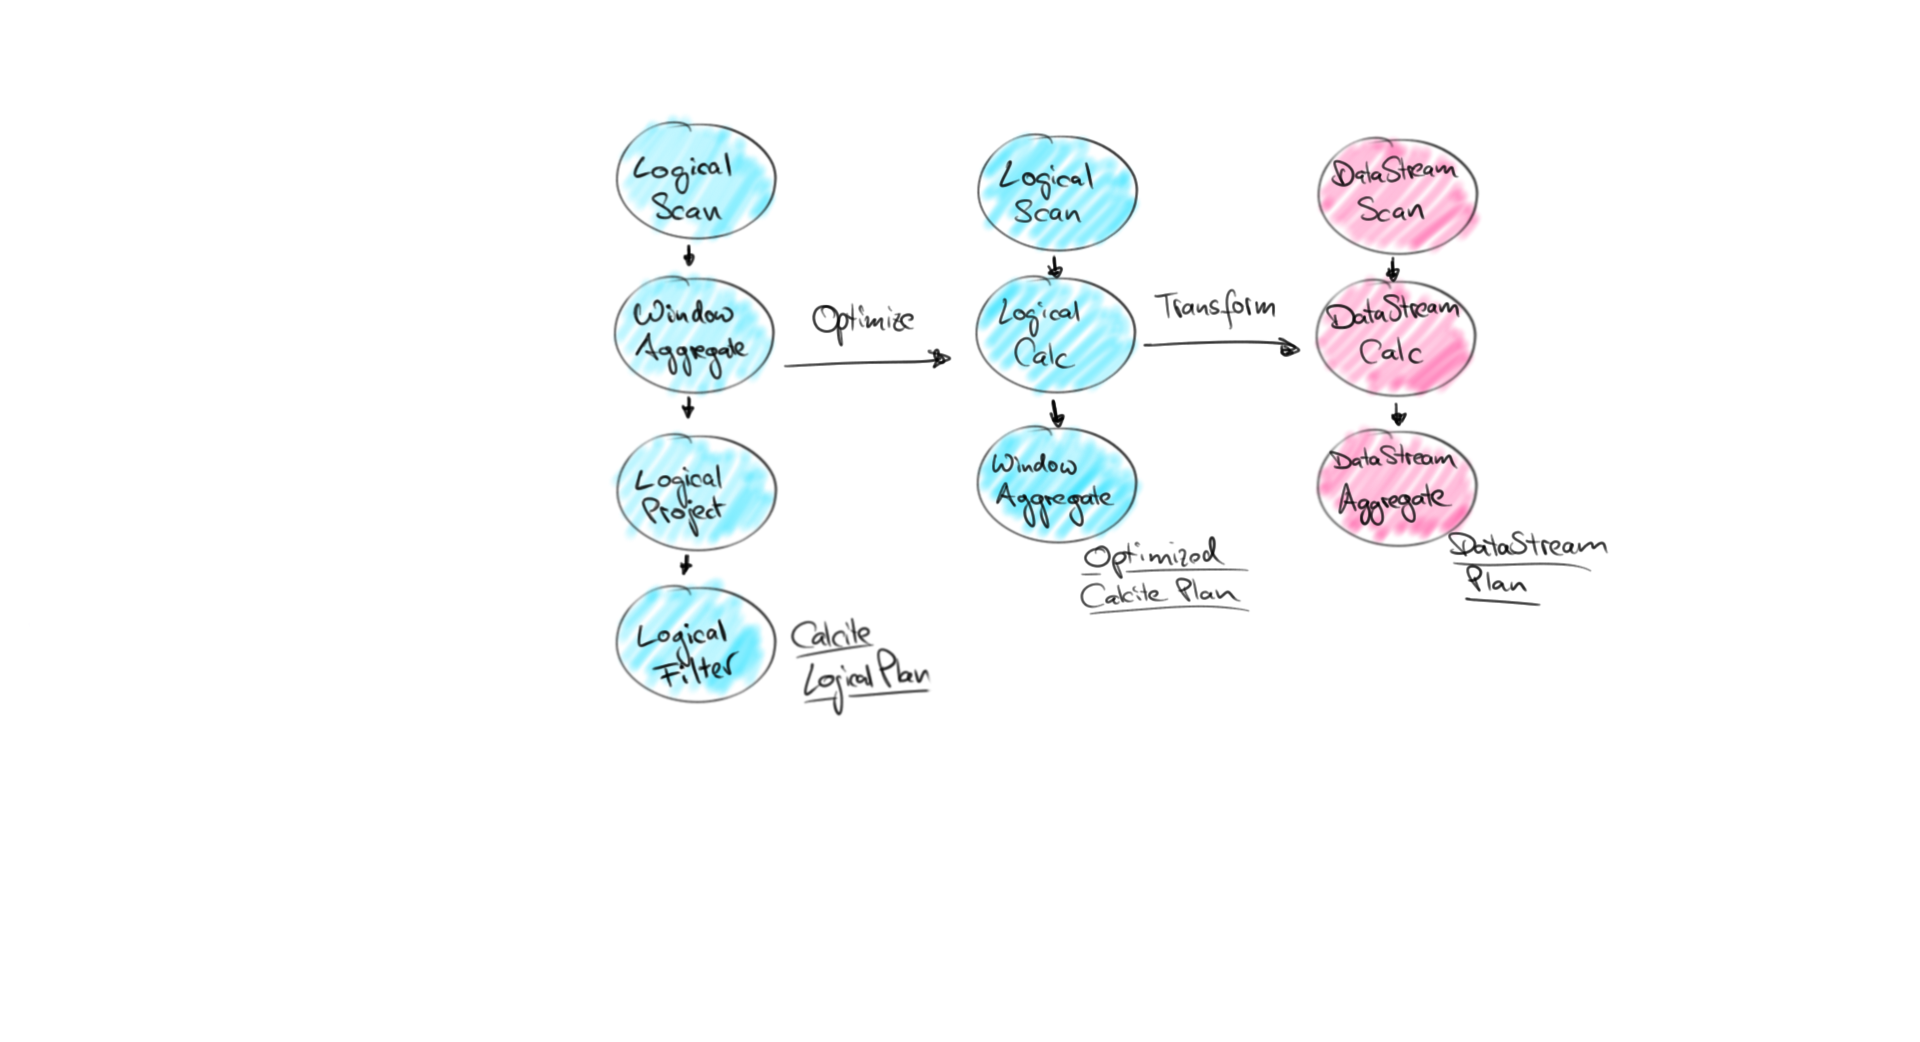 Logical
Scan
Window
Aggregate
Logical
Project
Logical
Filter
Calcite
Logical Plan
Optimize
Logical
Scan
Logical
Calc
Window
Aggregate
Optimized
Calcite Plan
Transform
DataStream
Scan
DataStream
Calc
DataStream
Aggregate
DataStream
Plan